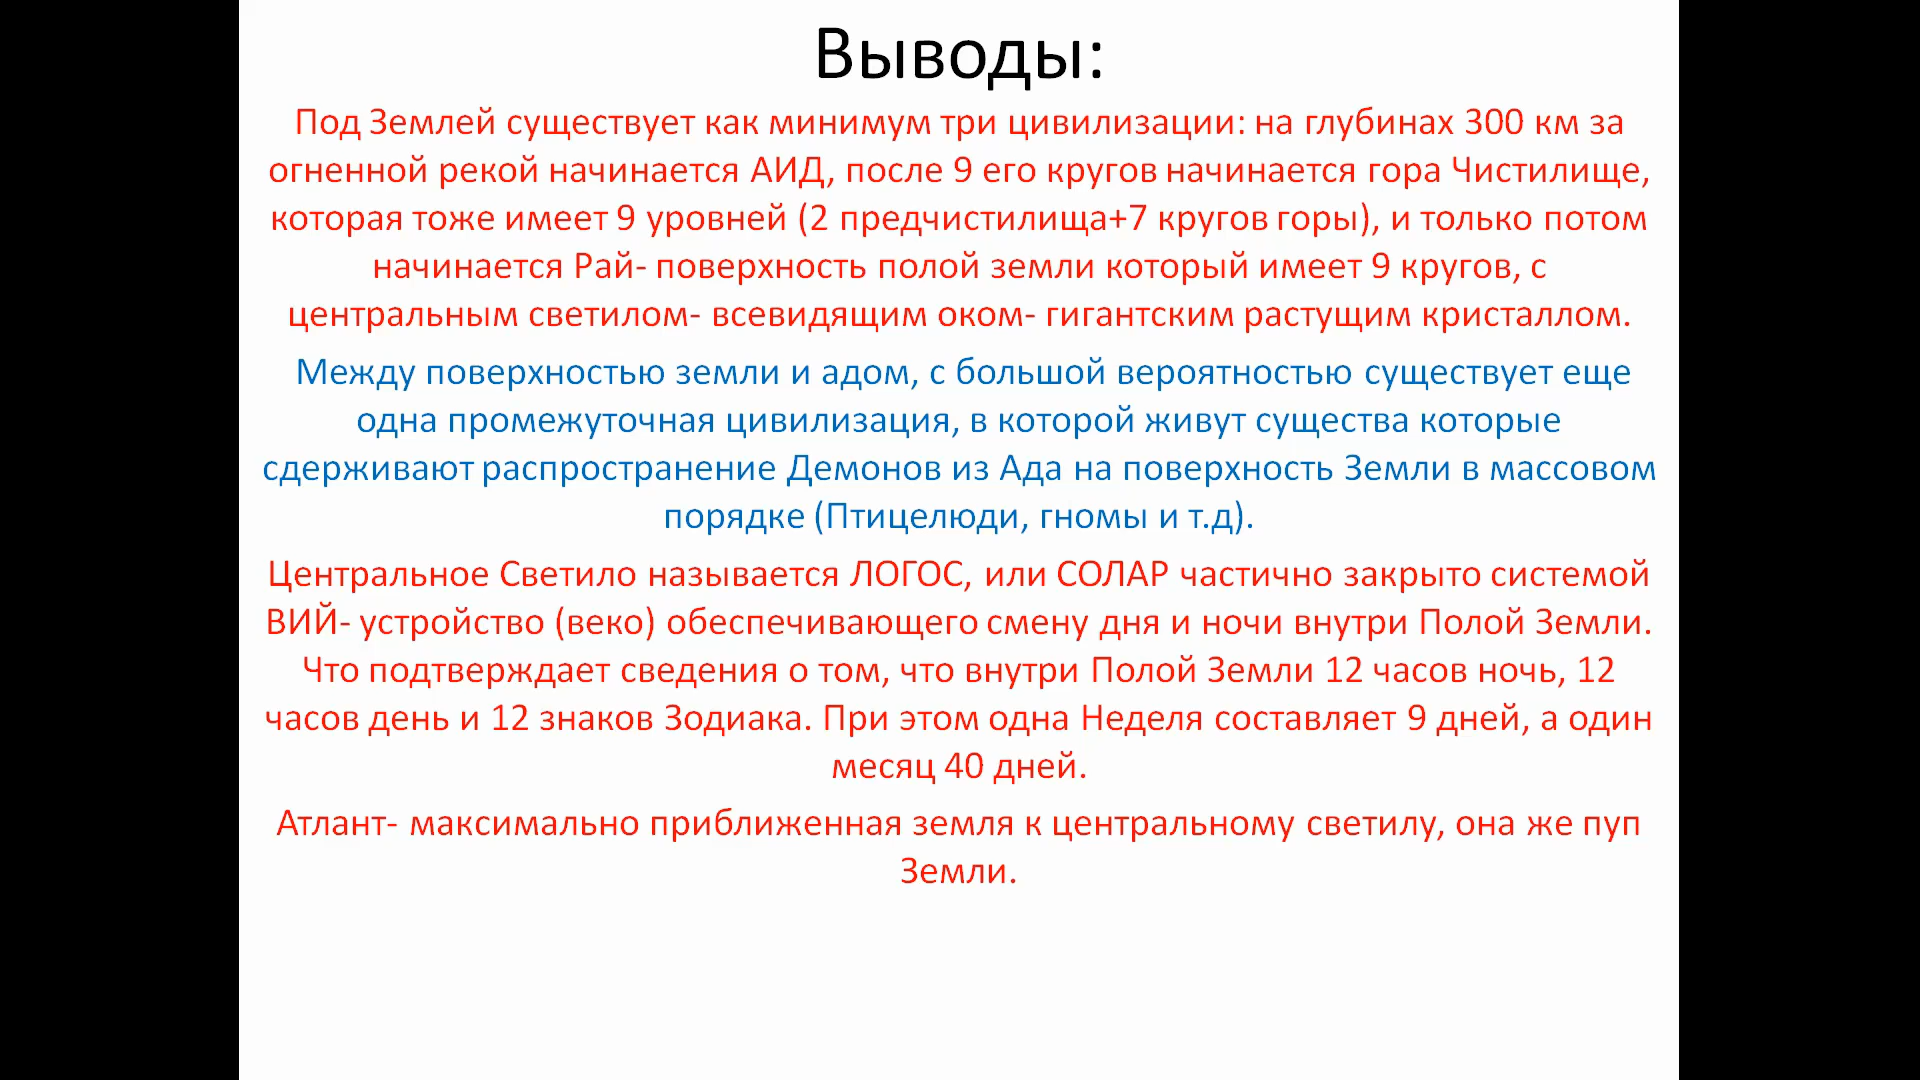 Выводы:
Под Землей существует как минимум три цивилизации: на глубинах 300 км за
огненной рекой начинается АИД, после 9 его кругов начинается гора Чистилище,
которая тоже имеет 9 уровней (2 предчистилища+7 кругов горы), и только потом
начинается Рай- поверхность полой земли который имеет 9 кругов, с
центральным светилом- всевидящим оком- гигантским растущим кристаллом.
Между поверхностью земли и адом, с большой вероятностью существует еще
одна промежуточная цивилизация, в которой живут существа которые
сдерживают распространение Демонов из Ада на поверхность Земли в массовом
порядке (Птицелюди, гномы и т.д).
Центральное Светило называется ЛОГОС, или СОЛАР частично закрыто системой
ВИЙ- устройство (веко) обеспечивающего смену дня и ночи внутри Полой Земли.
Что подтверждает сведения о том, что внутри Полой Земли 12 часов ночь, 12
часов день и 12 знаков Зодиака. При этом одна Неделя составляет 9 дней, а один
месяц 40 дней.
Атлант- максимально приближенная земля к центральному светилу, она же пуп
Земли.